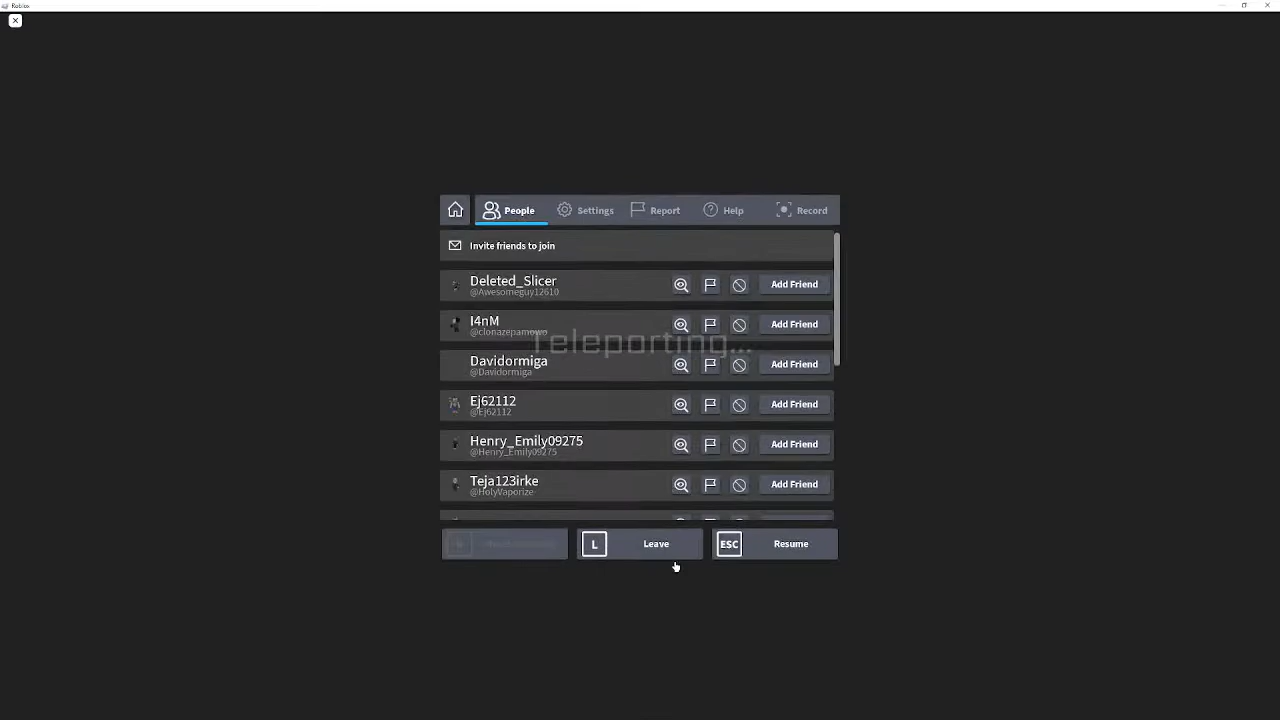 Roblox
People
Settings
Report
Help
Record
Invite friends to join
Deleted_Slicer
@Awesomeguy12610
Add Friend
I4nM
@clonazepamowo
Add Friend
Teleporting...
Davidormiga
@Davidormiga
Add Friend
Ej62112
@Ej62112
Add Friend
Henry_Emily09275
@Henry_Emily09275
Add Friend
Teja123irke
@HolyVaporize
Add Friend
L
Leave
ESC
Resume